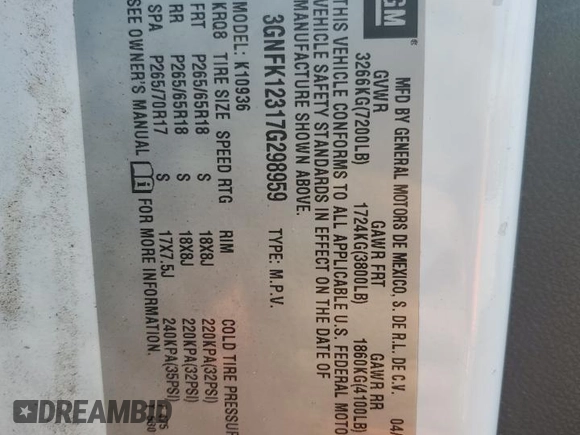 GM®
MFD BY GENERAL MOTORS DE MEXICO, S. DE R.L. DE C.V. 04/
GVWR GAWR FRT GAWR RR
3266KG(7200LB) 1724KG(3800LB) 1860KG(4100LB)
THIS VEHICLE CONFORMS TO ALL APPLICABLE U.S. FEDERAL MOTO
VEHICLE SAFETY STANDARDS IN EFFECT ON THE DATE OF
MANUFACTURE SHOWN ABOVE.
3GNFK12317G298959 TYPE: M.P.V.
MODEL: K10936
KRQ8 TIRE SIZE SPEED RTG RIM COLD TIRE PRESSUR
FRT P265/65R18 S 18X8J 220KPA(32PSI)
RR P265/65R18 S 18X8J 220KPA(32PSI)
SPA P265/70R17 S 17X7.5J 240KPA(35PSI)
SEE OWNER'S MANUAL FOR MORE INFORMATION.
DREAMBID